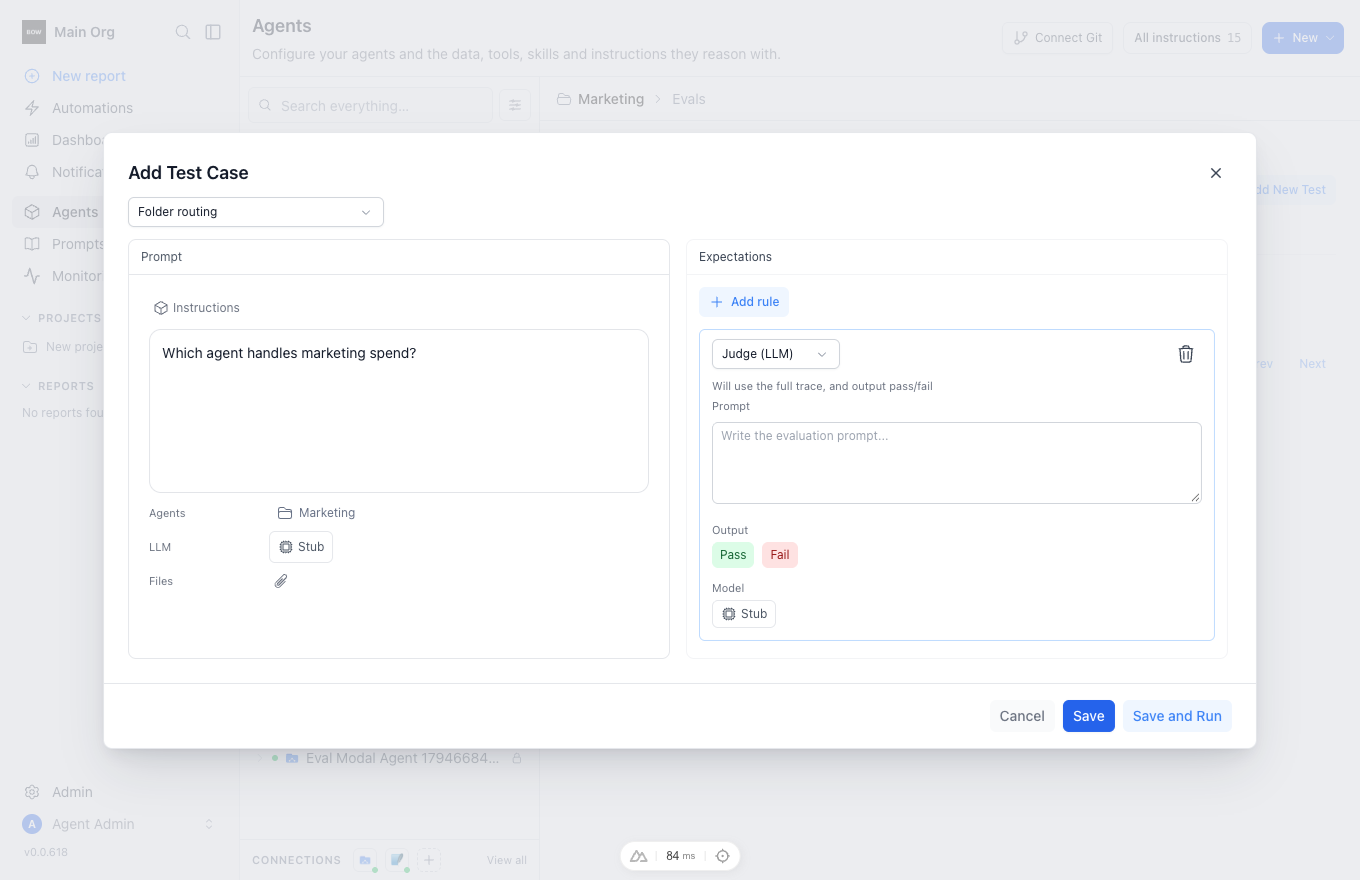 BOW Main Org
New report
Automations
Dashbo
Notifica
Agents
Prompts
Monitor
PROJECTS
New proje
REPORTS
No reports fou
Admin
A Agent Admin
v0.0.618
Agents
Configure your agents and the data, tools, skills and instructions they reason with.
Connect Git
All instructions 15
New
Search everything...
Marketing > Evals
dd New Test
rev Next
Add Test Case
Folder routing
Prompt
Instructions
Which agent handles marketing spend?
Agents Marketing
LLM Stub
Files
Expectations
+ Add rule
Judge (LLM)
Will use the full trace, and output pass/fail
Prompt
Write the evaluation prompt...
Output
Pass Fail
Model
Stub
Cancel Save Save and Run
Eval Modal Agent 17946684...
CONNECTIONS View all
84 ms